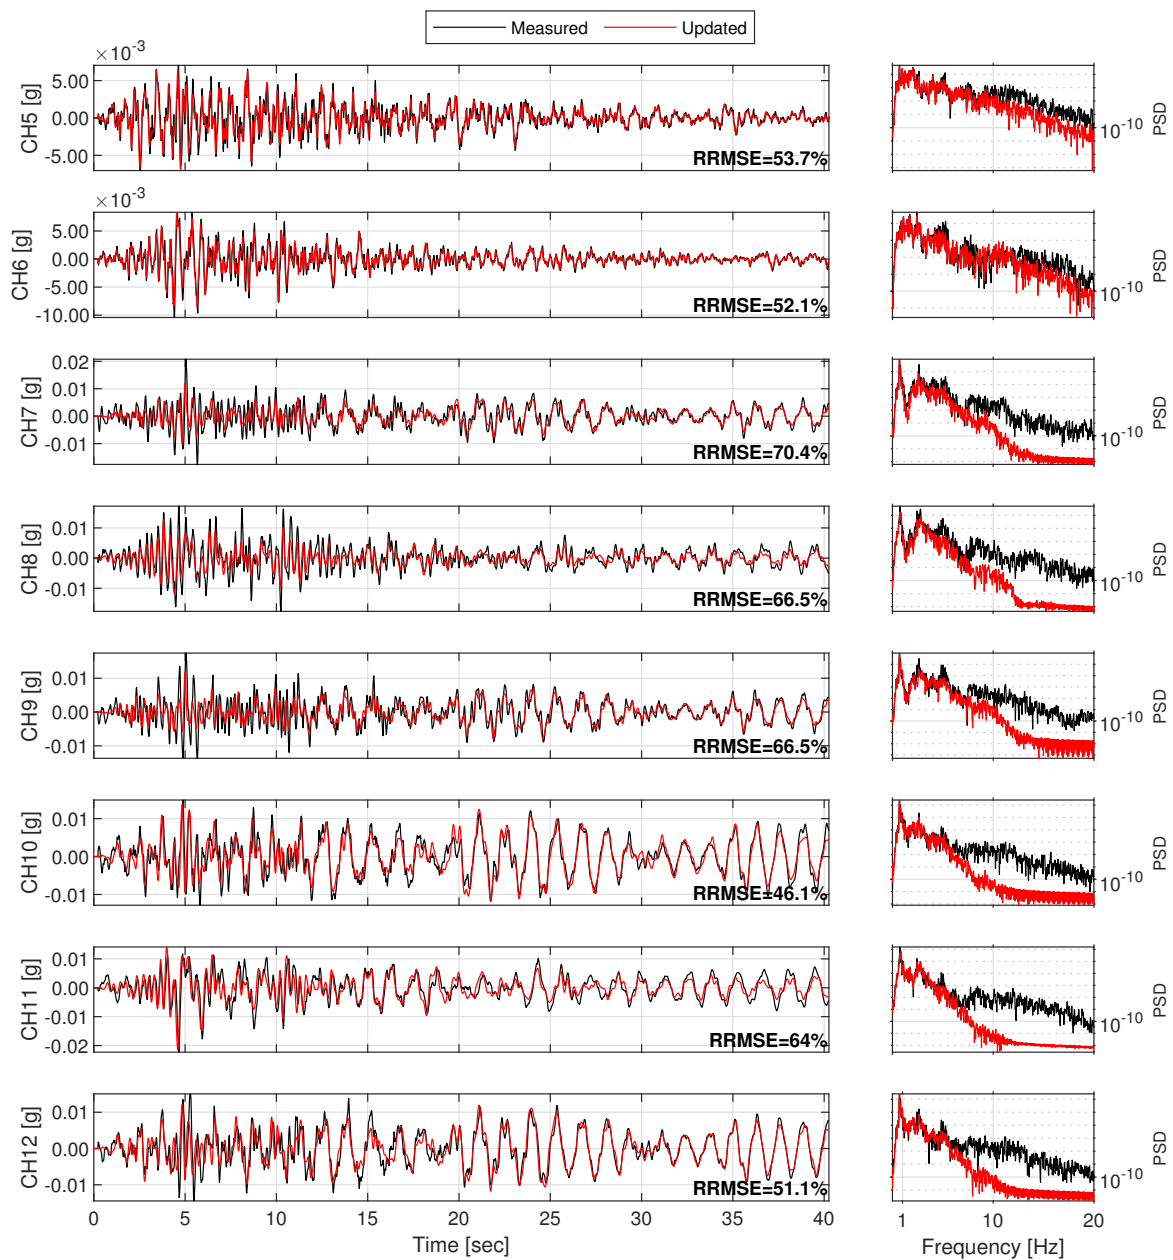 Measured Updated
×10⁻³
5.00
0.00
-5.00
CH5 [g]
RRMSE=53.7%
10⁻¹⁰
PSD
×10⁻³
5.00
0.00
-5.00
-10.00
CH6 [g]
RRMSE=52.1%
10⁻¹⁰
PSD
0.02
0.01
0.00
-0.01
CH7 [g]
RRMSE=70.4%
10⁻¹⁰
PSD
0.01
0.00
-0.01
CH8 [g]
RRMSE=66.5%
10⁻¹⁰
PSD
0.01
0.00
-0.01
CH9 [g]
RRMSE=66.5%
10⁻¹⁰
PSD
0.01
0.00
-0.01
CH10 [g]
RRMSE=46.1%
10⁻¹⁰
PSD
0.01
0.00
-0.01
-0.02
CH11 [g]
RRMSE=64%
10⁻¹⁰
PSD
0.01
0.00
-0.01
CH12 [g]
RRMSE=51.1%
10⁻¹⁰
PSD
0 5 10 15 20 25 30 35 40
Time [sec]
1 10 20
Frequency [Hz]